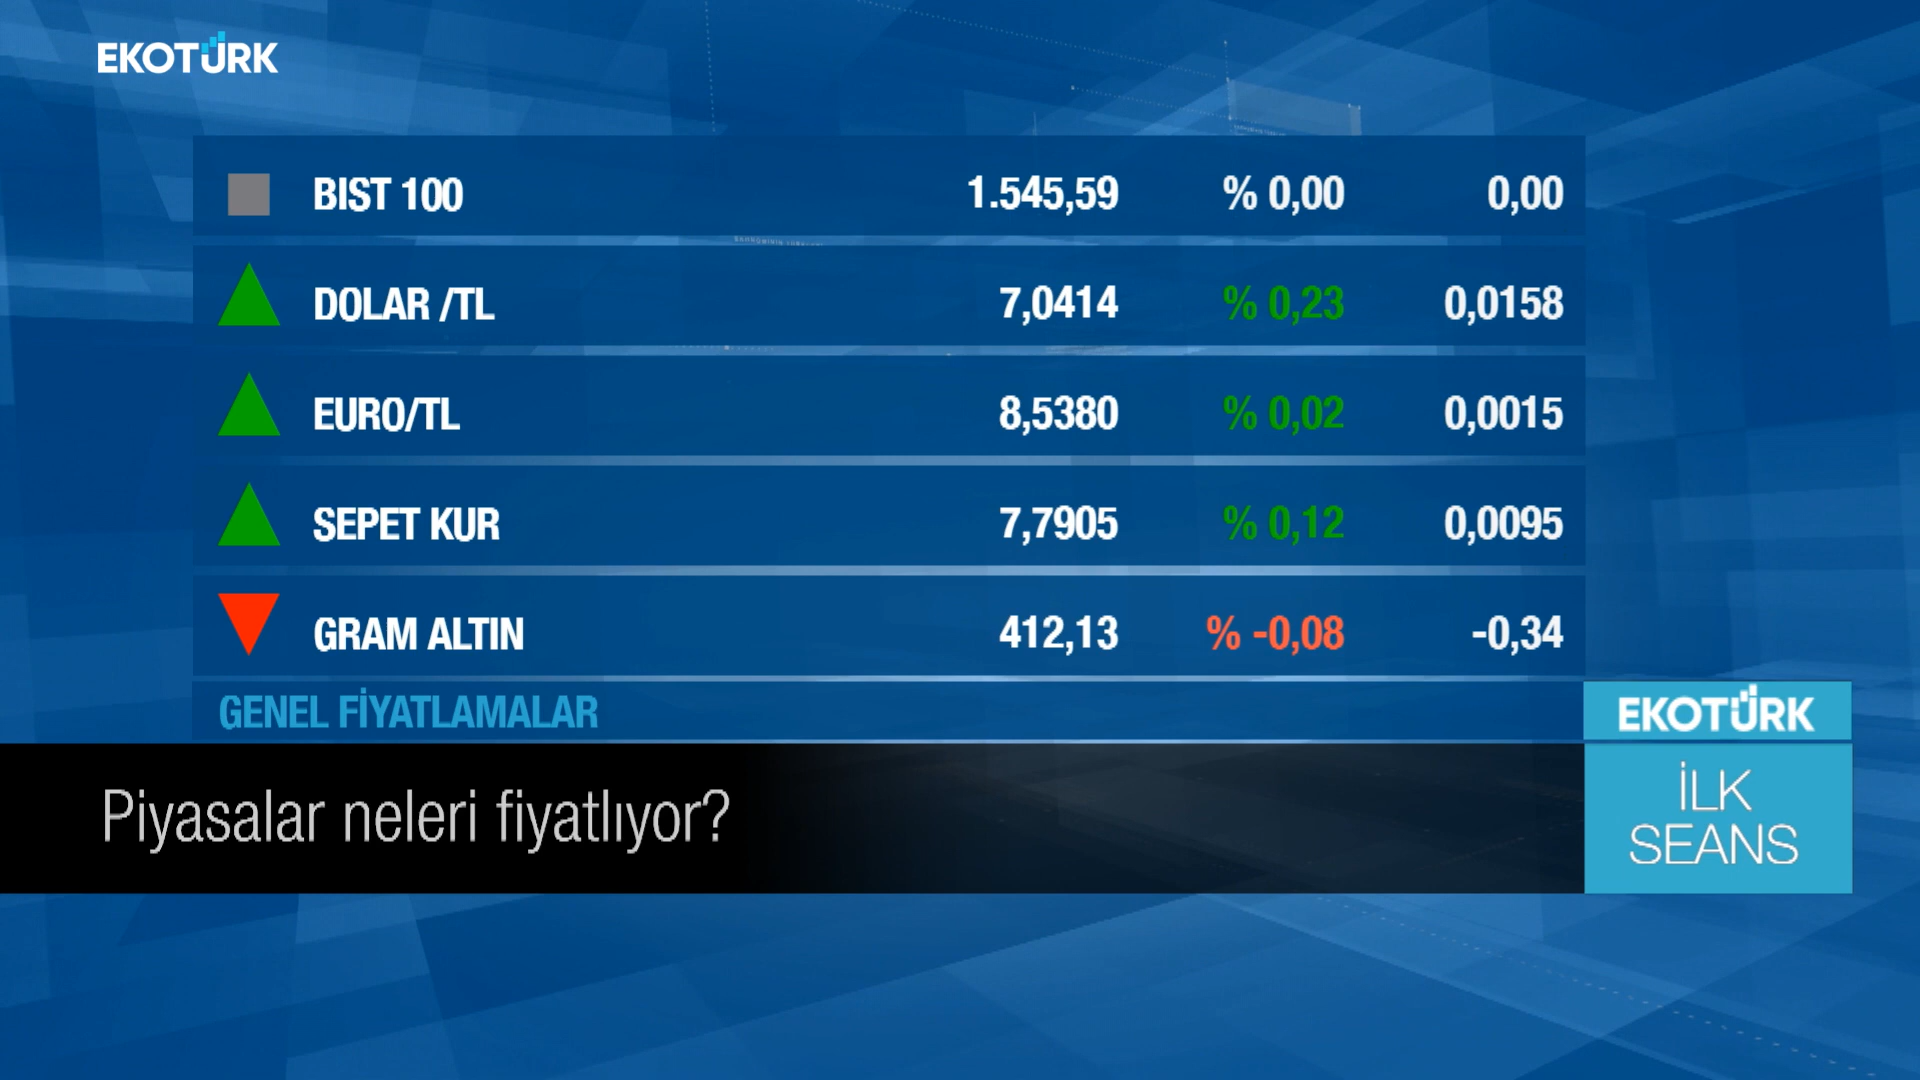 EKOTÜRK
BIST 100 1.545,59 % 0,00 0,00
DOLAR /TL 7,0414 % 0,23 0,0158
EURO/TL 8,5380 % 0,02 0,0015
SEPET KUR 7,7905 % 0,12 0,0095
GRAM ALTIN 412,13 % -0,08 -0,34
GENEL FİYATLAMALAR
EKOTÜRK
Piyasalar neleri fiyatlıyor?
İLK
SEANS